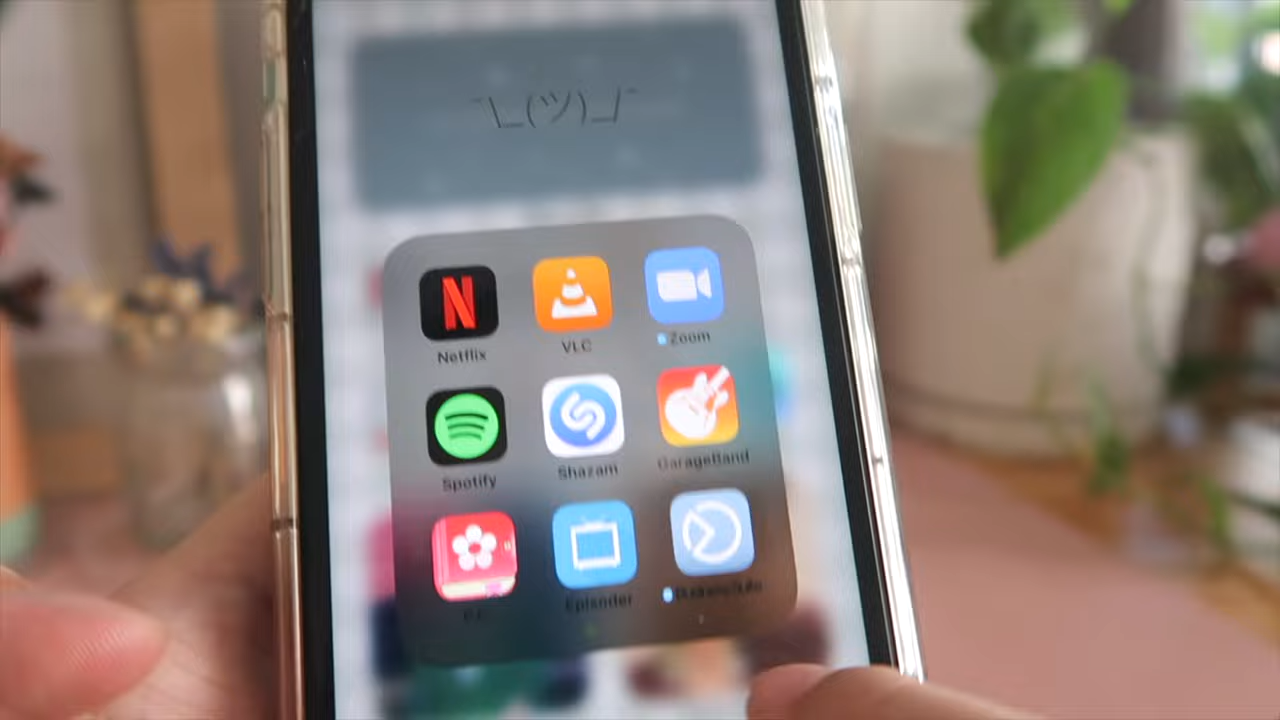 ¯\_(ツ)_/¯
N
Netflix
VLC
Zoom
Spotify
Shazam
GarageBand
Episoder